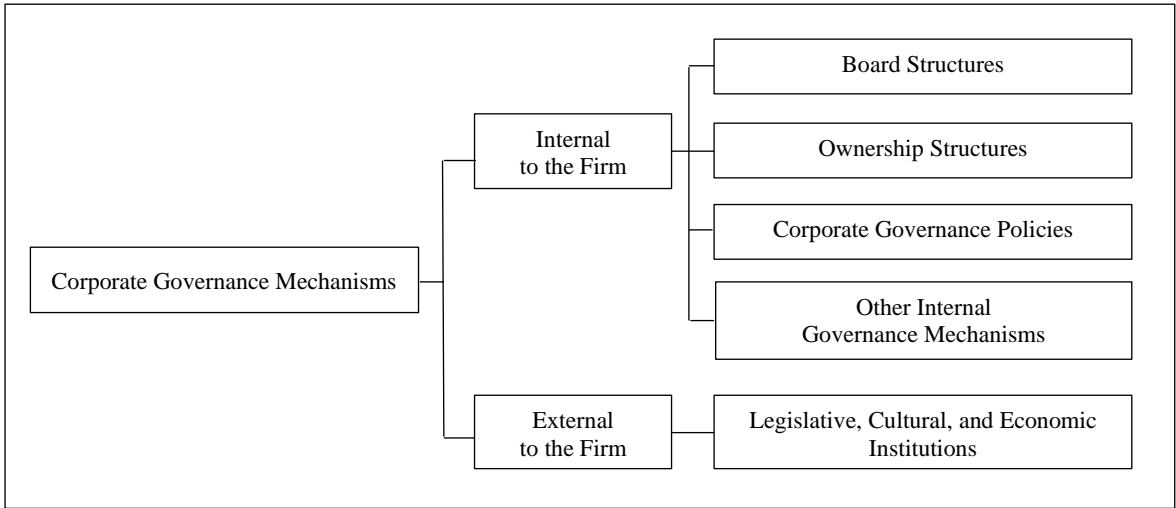 Corporate Governance Mechanisms
Internal
to the Firm
Board Structures
Ownership Structures
Corporate Governance Policies
Other Internal
Governance Mechanisms
External
to the Firm
Legislative, Cultural, and Economic
Institutions